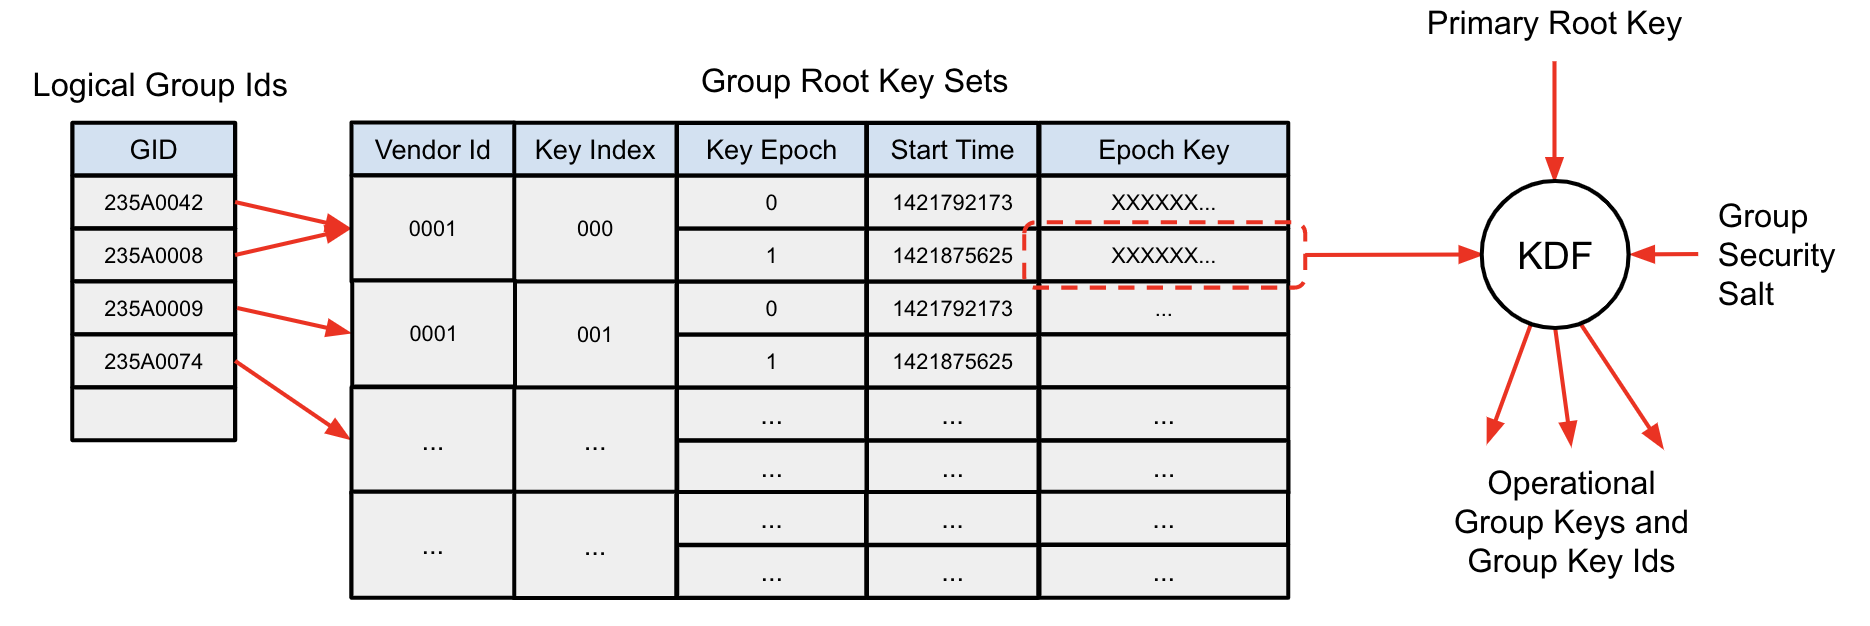 Primary Root Key
Logical Group Ids
Group Root Key Sets
GID
235A0042
235A0008
235A0009
235A0074
Vendor Id Key Index Key Epoch Start Time Epoch Key
0001 000 0 1421792173 XXXXXX...
1 1421875625 XXXXXX...
0001 001 0 1421792173 ...
1 1421875625
... ... ... ... ...
... ... ...
... ... ... ... ...
... ... ...
KDF
Group
Security
Salt
Operational
Group Keys and
Group Key Ids